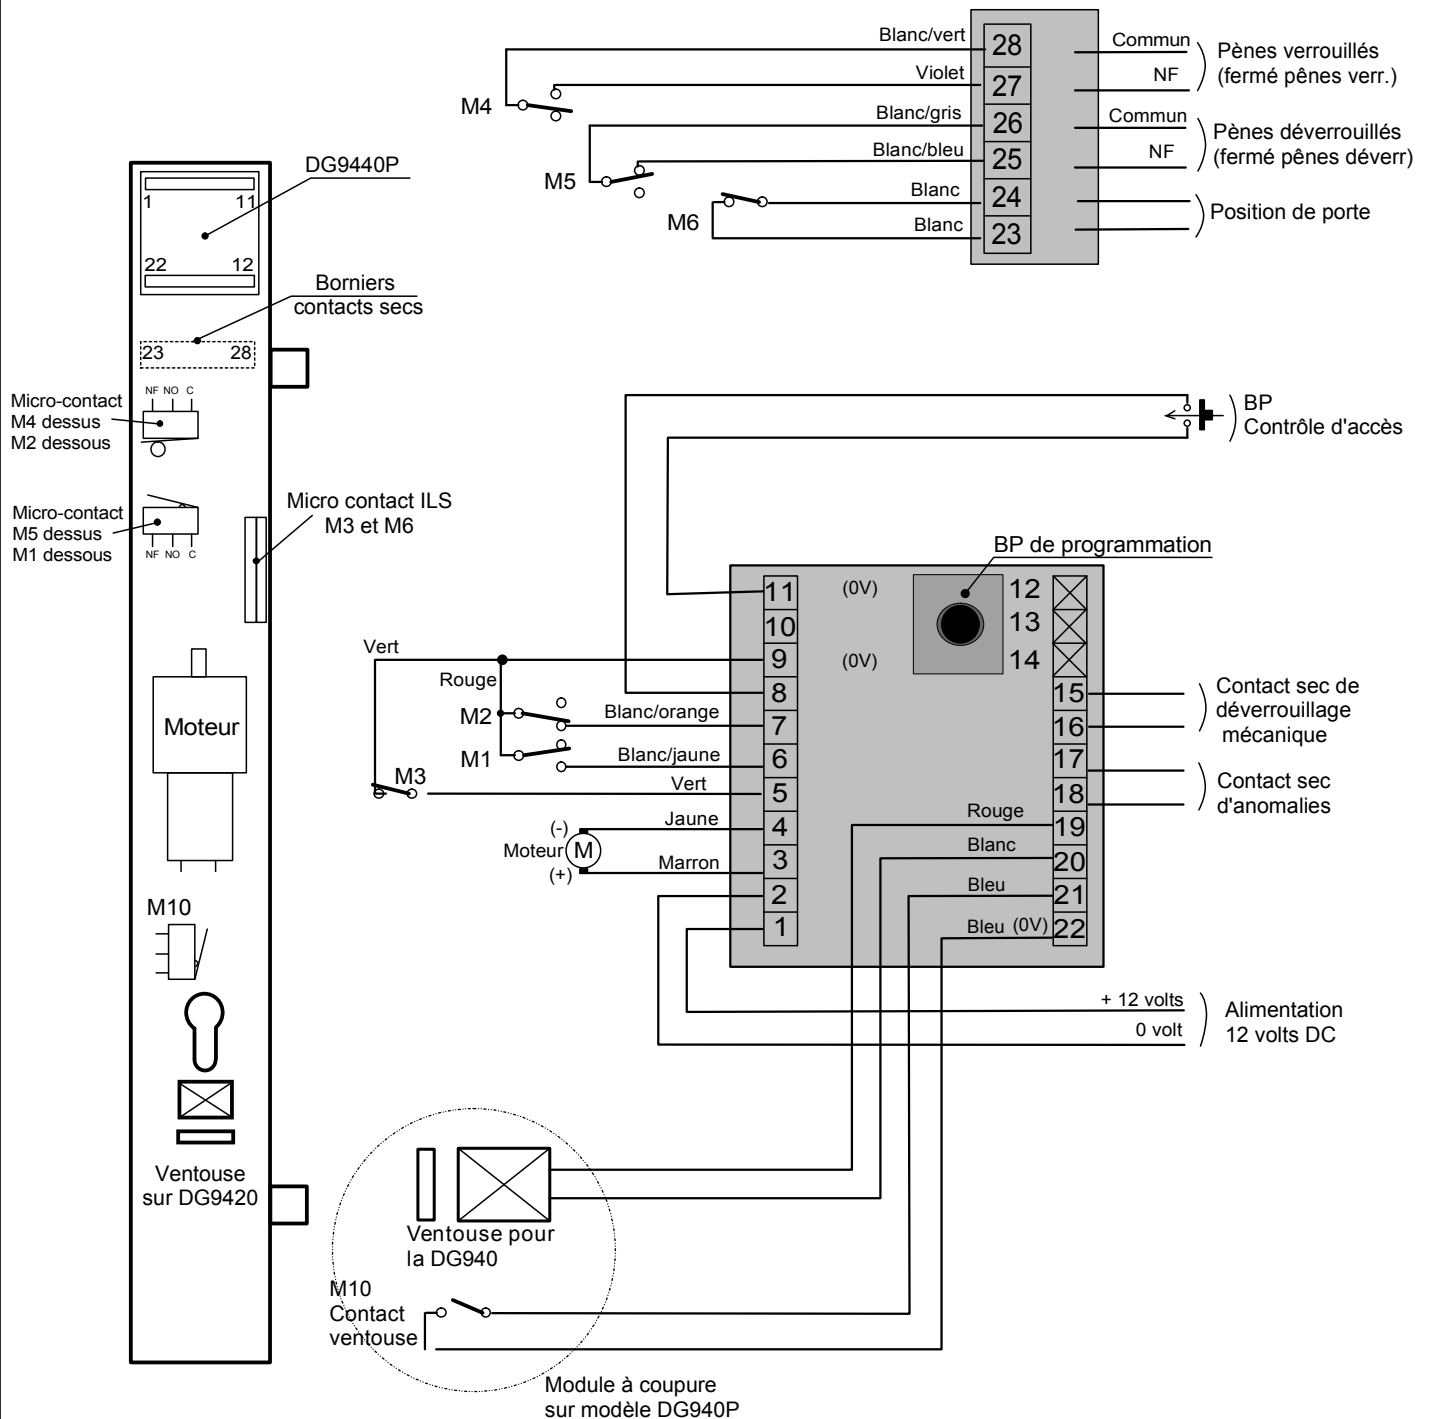 Blanc/vert
28
Commun
Pènes verrouillés
(fermé pênes verr.)
Violet
27
NF
M4
Blanc/gris
26
Commun
Pènes déverrouillés
(fermé pênes déverr)
Blanc/bleu
25
NF
M5
Blanc
24
Position de porte
M6
Blanc
23
DG9440P
1
11
22
12
Borniers
contacts secs
23
28
NF NO C
Micro-contact
M4 dessus
M2 dessous
Micro-contact
M5 dessus
M1 dessous
NF NO C
Micro contact ILS
M3 et M6
BP
Contrôle d'accès
BP de programmation
11
(0V)
12
10
13
Vert
9
(0V)
14
Rouge
8
15
Contact sec de
déverrouillage
mécanique
M2
Blanc/orange
7
16
M1
Blanc/jaune
6
17
M3
Vert
5
18
Contact sec
d'anomalies
Jaune
4
Rouge
19
(-)
Moteur
M
(+)
Marron
3
Blanc
20
2
Bleu
21
1
Bleu (0V)
22
Moteur
M10
+ 12 volts
0 volt
Alimentation
12 volts DC
Ventouse
sur DG9420
Ventouse pour
la DG940
M10
Contact
ventouse
Module à coupure
sur modèle DG940P